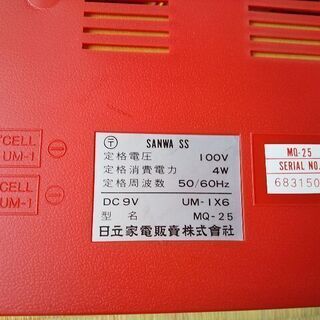 CELL
UM-1
CELL
UM-1
〒 SANWA SS
定格電圧 100V
定格消費電力 4W
定格周波数 50/60Hz
DC 9V UM-1X6
型名 MQ-25
日立家電販賣株式會社
MQ-25
SERIAL NO.
683150